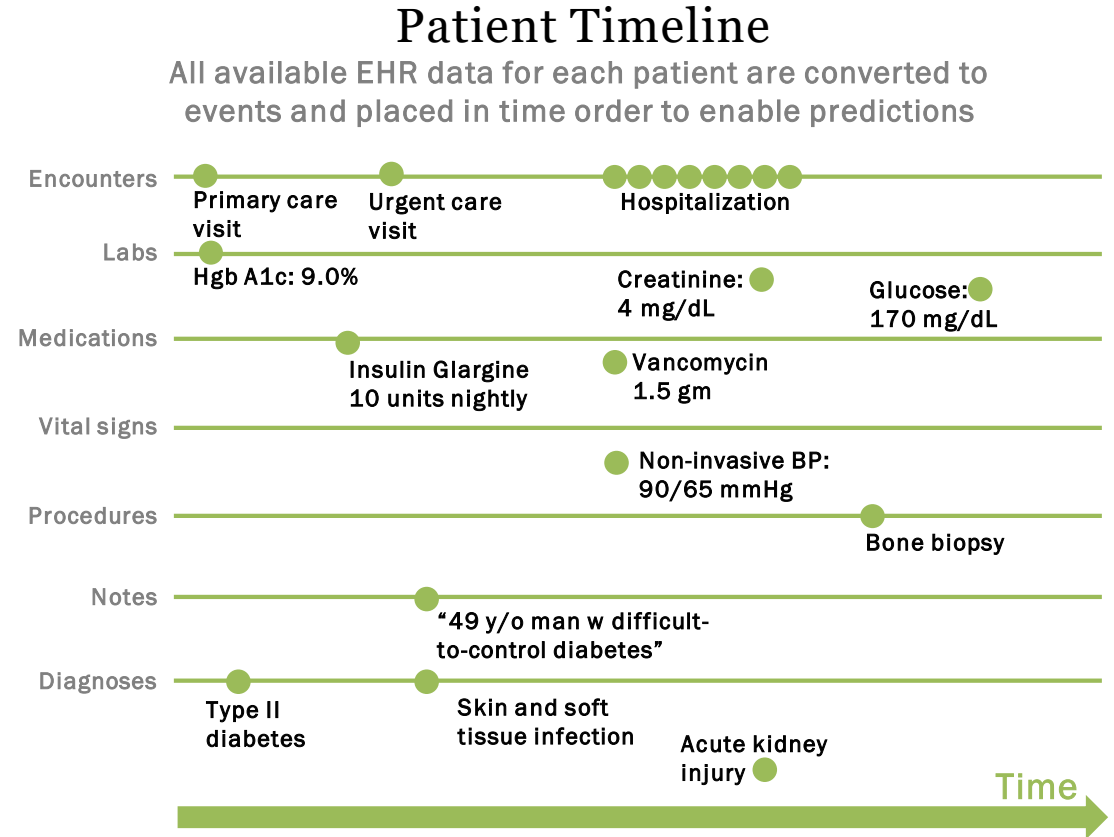 Patient Timeline
All available EHR data for each patient are converted to
events and placed in time order to enable predictions
Encounters
Primary care
visit
Urgent care
visit
Hospitalization
Labs
Hgb A1c: 9.0%
Creatinine:
4 mg/dL
Glucose:
170 mg/dL
Medications
Insulin Glargine
10 units nightly
Vancomycin
1.5 gm
Vital signs
Non-invasive BP:
90/65 mmHg
Procedures
Bone biopsy
Notes
“49 y/o man w difficult-
to-control diabetes”
Diagnoses
Type II
diabetes
Skin and soft
tissue infection
Acute kidney
injury
Time